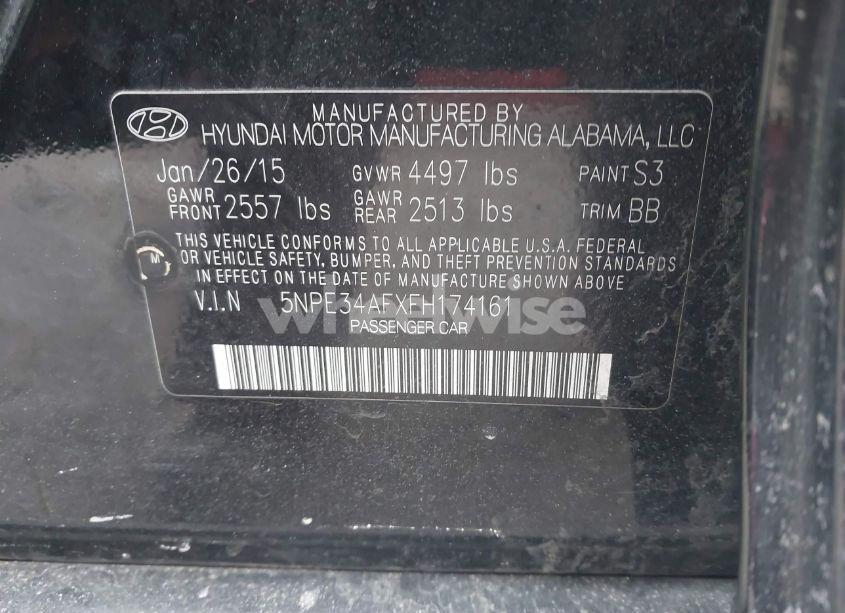 MANUFACTURED BY
HYUNDAI MOTOR MANUFACTURING ALABAMA, LLC
Jan/26/15 GVWR 4497 lbs PAINT S3
GAWR FRONT 2557 lbs GAWR REAR 2513 lbs TRIM BB
THIS VEHICLE CONFORMS TO ALL APPLICABLE U.S.A. FEDERAL
OR VEHICLE SAFETY, BUMPER, AND THEFT PREVENTION STANDARDS
M
IN EFFECT ON THE DATE OF MANUFACTURE SHOWN ABOVE
V.I.N 5NPE34AFXFH174161
wheelwise
PASSENGER CAR